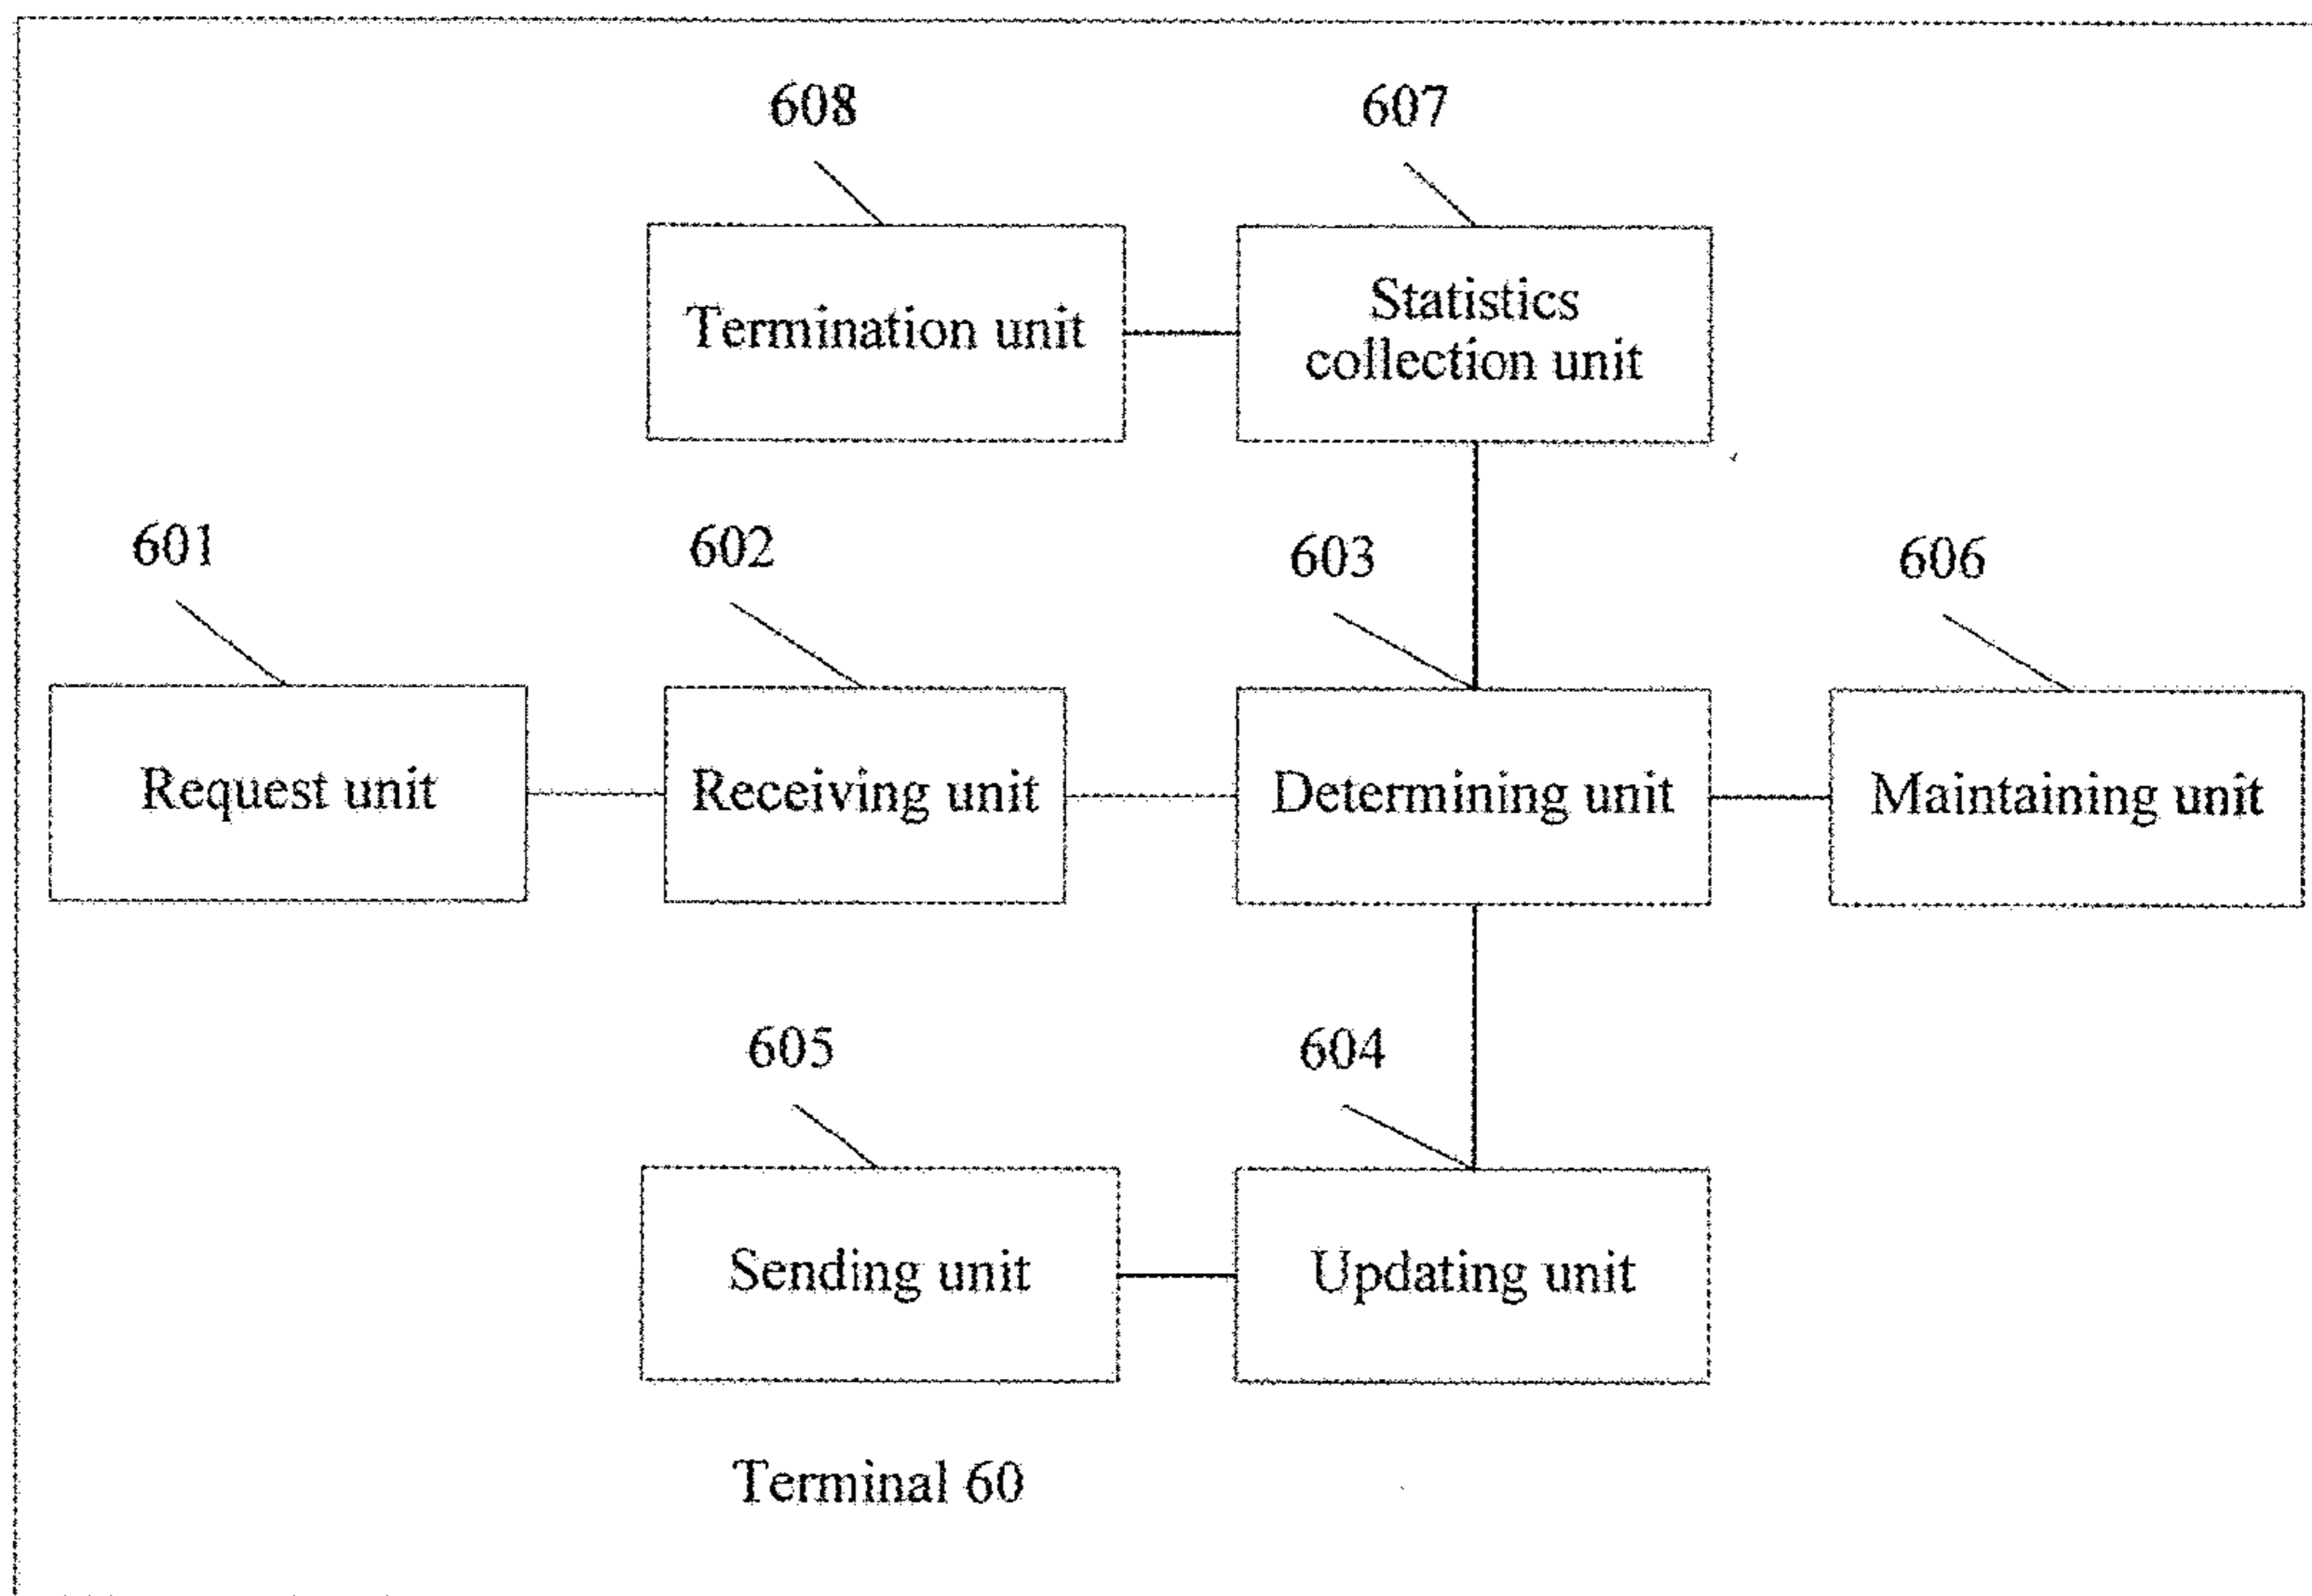 608
607
Termination unit
Statistics
collection unit
601
602
603
606
Request unit
Receiving unit
Determining unit
Maintaining unit
605
604
Sending unit
Updating unit
Terminal 60